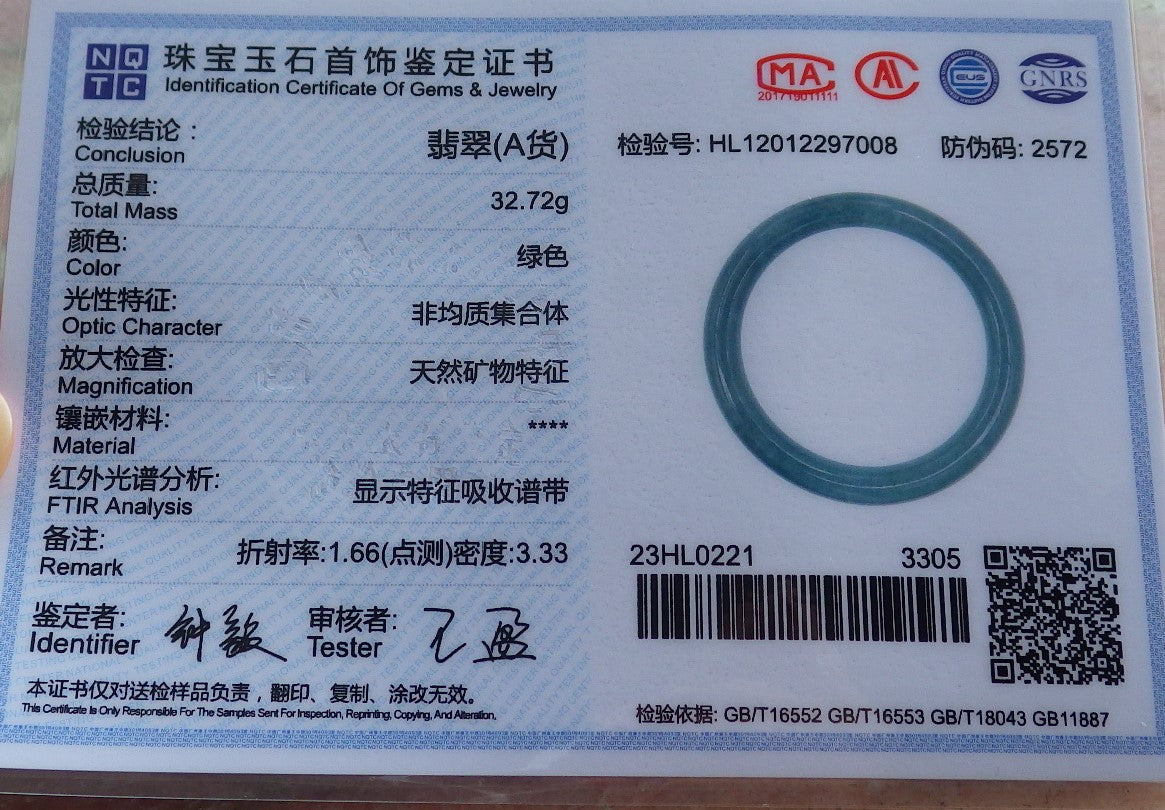 NQ
TC
珠宝玉石首饰鉴定证书
Identification Certificate Of Gems & Jewelry
MA
201719011111
GNRS
检验结论：
Conclusion
翡翠(A货)
总质量:
Total Mass
32.72g
颜色:
Color
绿色
光性特征:
Optic Character
非均质集合体
放大检查:
Magnification
天然矿物特征
镶嵌材料:
Material
****
红外光谱分析:
FTIR Analysis
显示特征吸收谱带
备注:
Remark
折射率:1.66(点测)密度:3.33
鉴定者:
Identifier
审核者:
Tester
本证书仅对送检样品负责，翻印、复制、涂改无效。
This Certificate Is Only Responsible For The Samples Sent For Inspection, Reprinting, Copying, And Alteration.
检验号: HL12012297008
防伪码: 2572
23HL0221
3305
检验依据: GB/T16552 GB/T16553 GB/T18043 GB11887